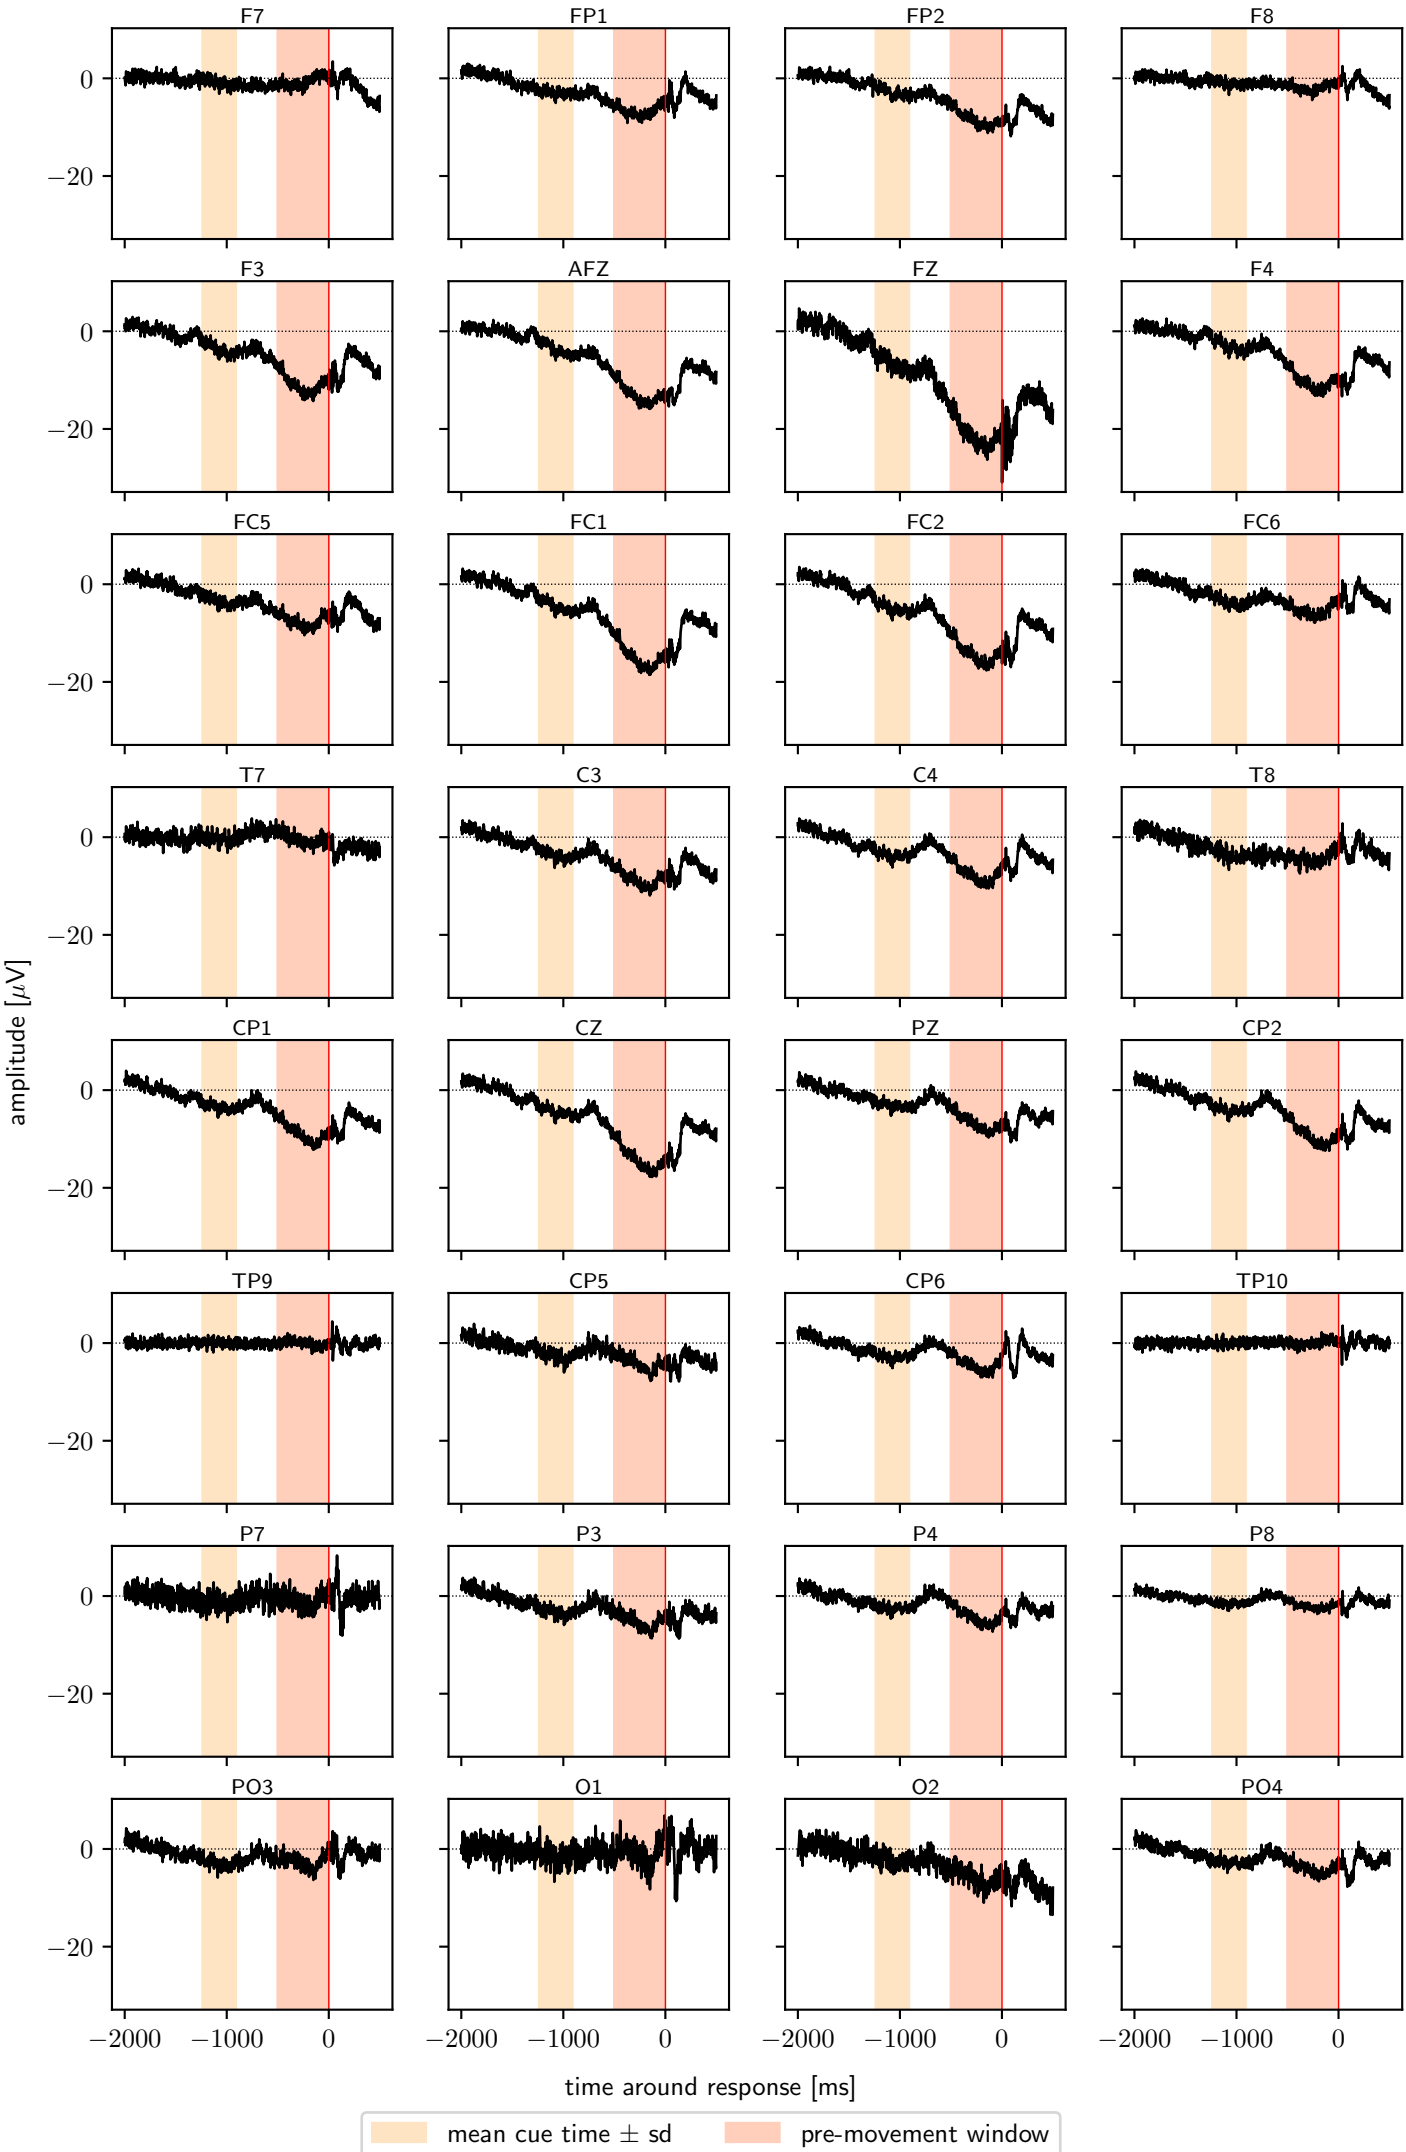 F7 FP1 FP2 F8
0
−20
F3 AFZ FZ F4
0
−20
FC5 FC1 FC2 FC6
0
−20
T7 C3 C4 T8
0
−20
amplitude [μV]
CP1 CZ PZ CP2
0
−20
TP9 CP5 CP6 TP10
0
−20
P7 P3 P4 P8
0
−20
PO3 O1 O2 PO4
0
−20
−2000 −1000 0 −2000 −1000 0 −2000 −1000 0 −2000 −1000 0
time around response [ms]
mean cue time ± sd pre-movement window